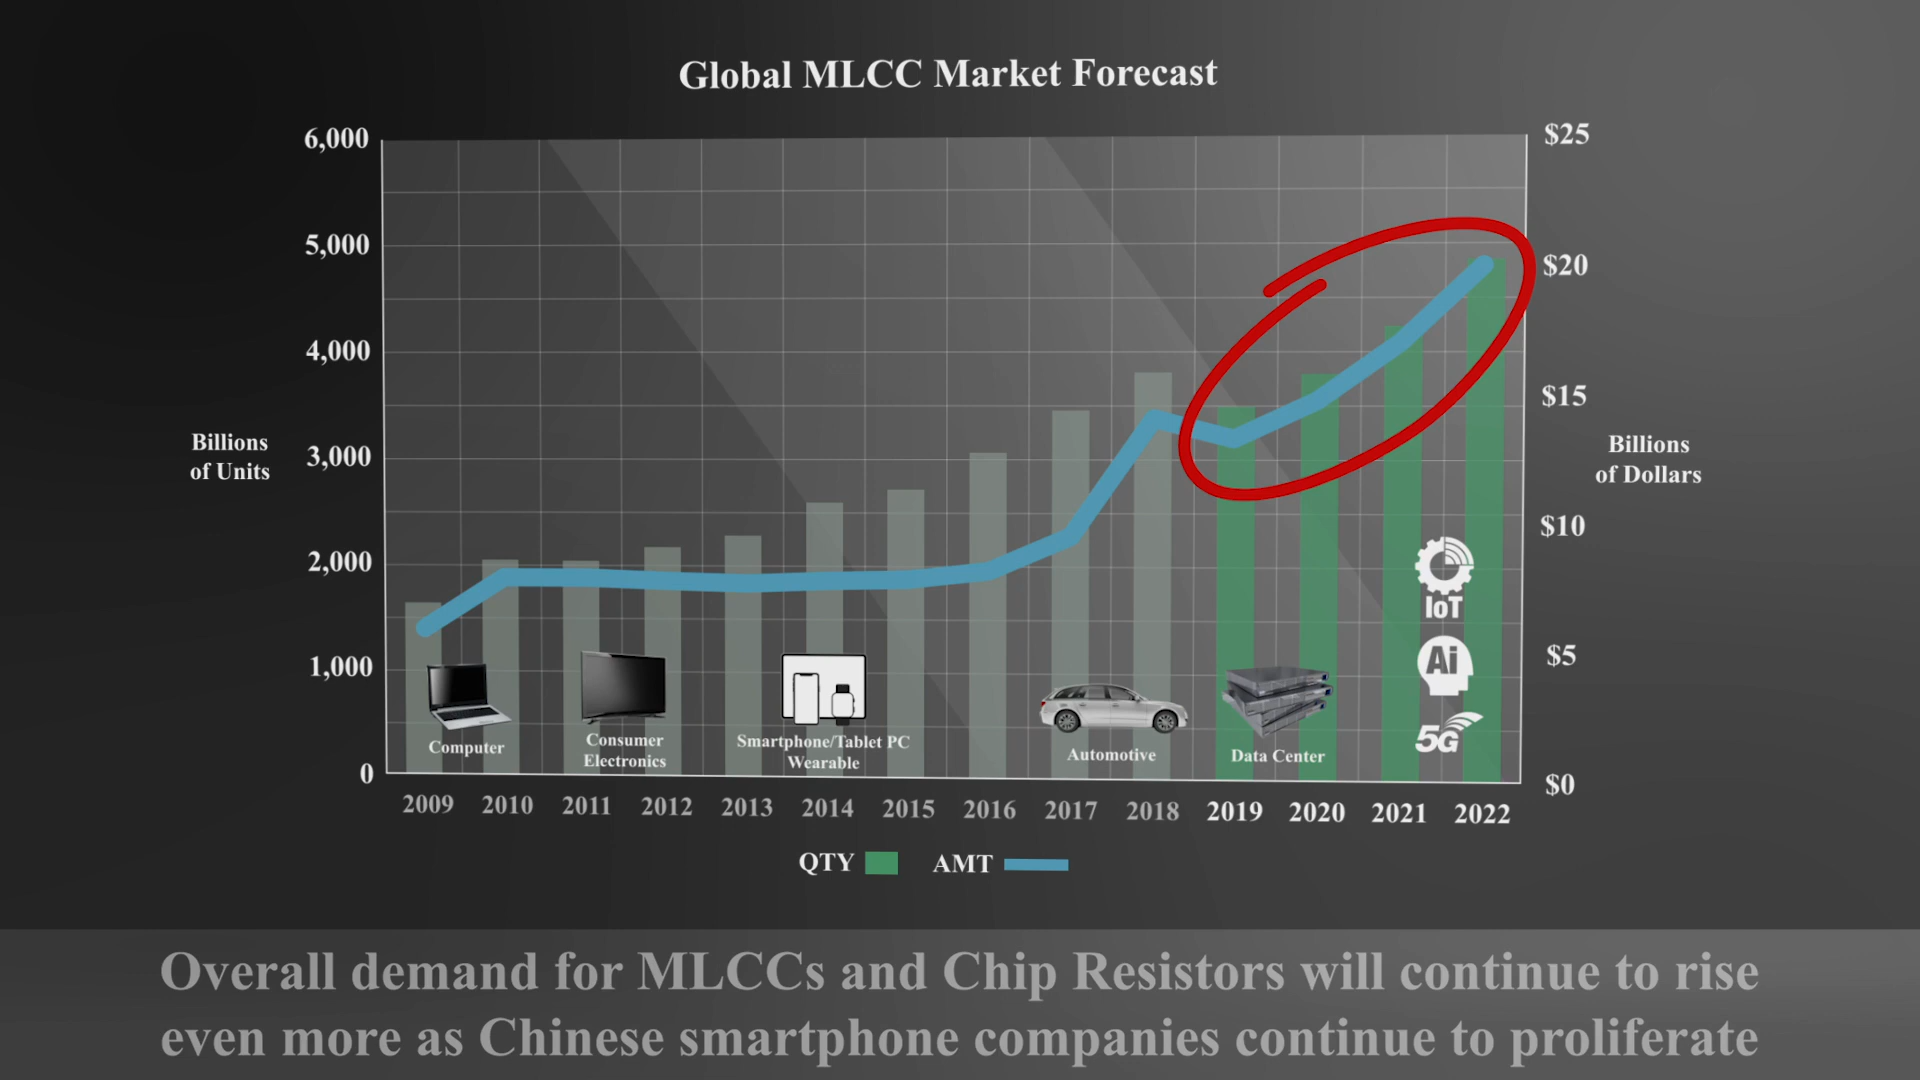 Global MLCC Market Forecast
6,000
5,000
4,000
3,000
2,000
1,000
0
Billions
of Units
$25
$20
$15
$10
$5
$0
Billions
of Dollars
Computer
Consumer
Electronics
Smartphone/Tablet PC
Wearable
Automotive
Data Center
IoT
Ai
5G
2009 2010 2011 2012 2013 2014 2015 2016 2017 2018 2019 2020 2021 2022
QTY AMT
Overall demand for MLCCs and Chip Resistors will continue to rise
even more as Chinese smartphone companies continue to proliferate